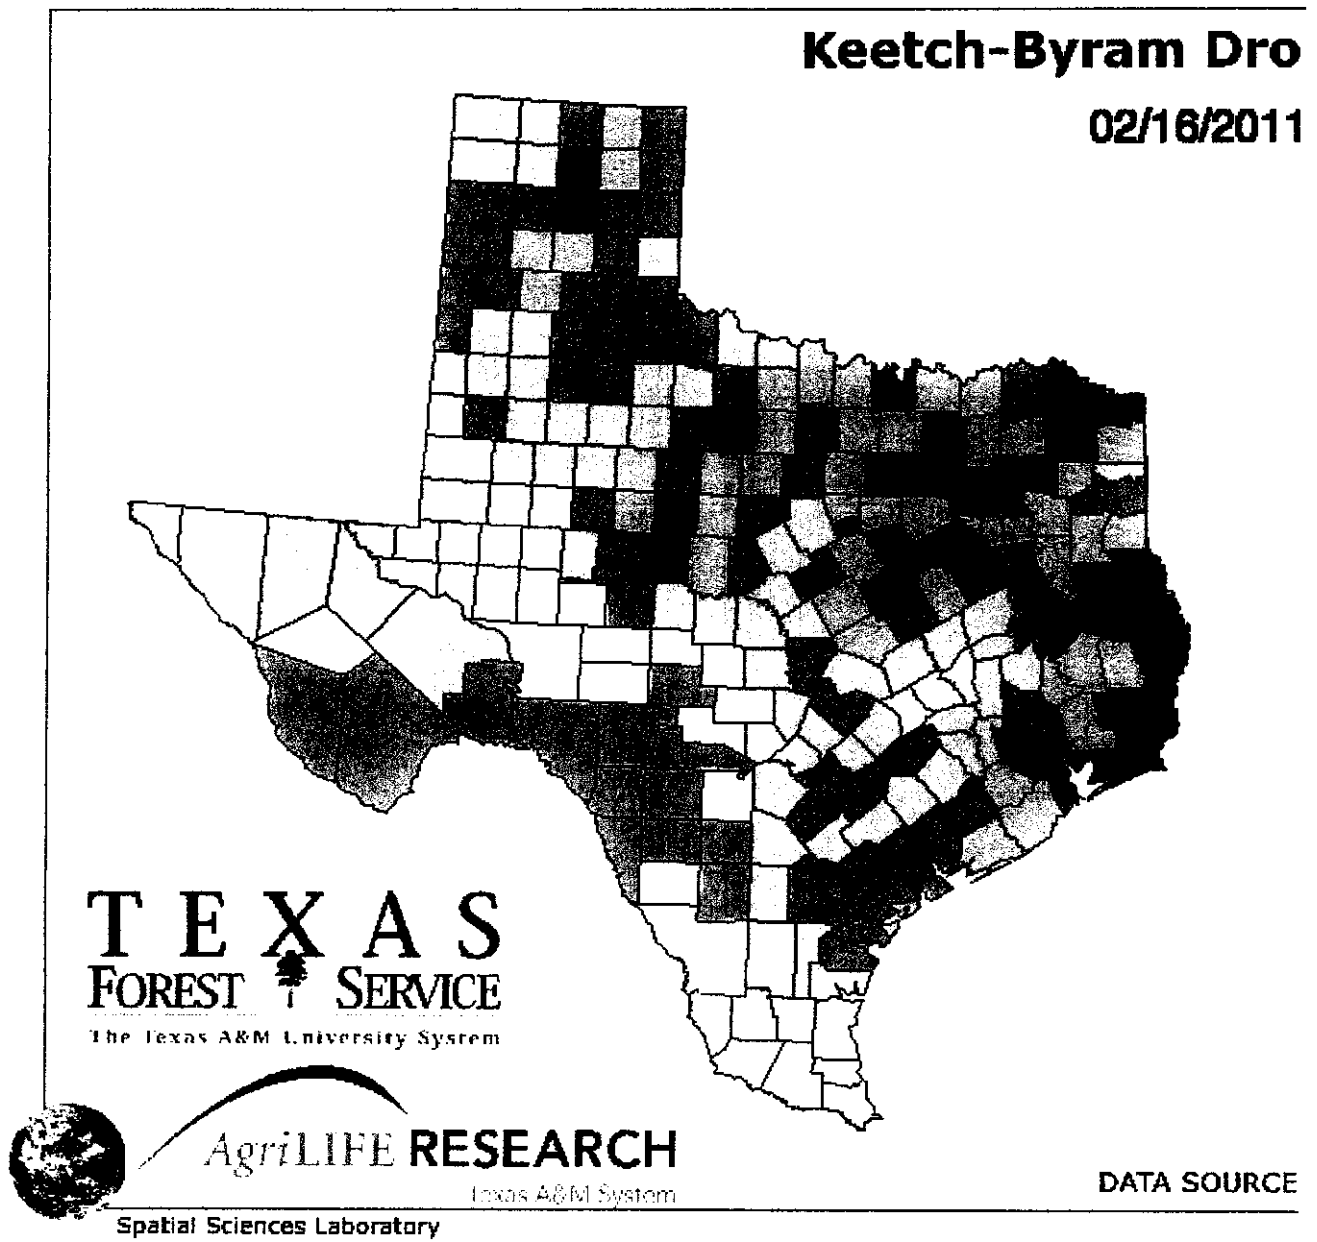 Keetch-Byram Dro
02/16/2011
TEXAS
FOREST SERVICE
The Texas A&M University System
AgriLIFE RESEARCH
Texas A&M System
DATA SOURCE
Spatial Sciences Laboratory